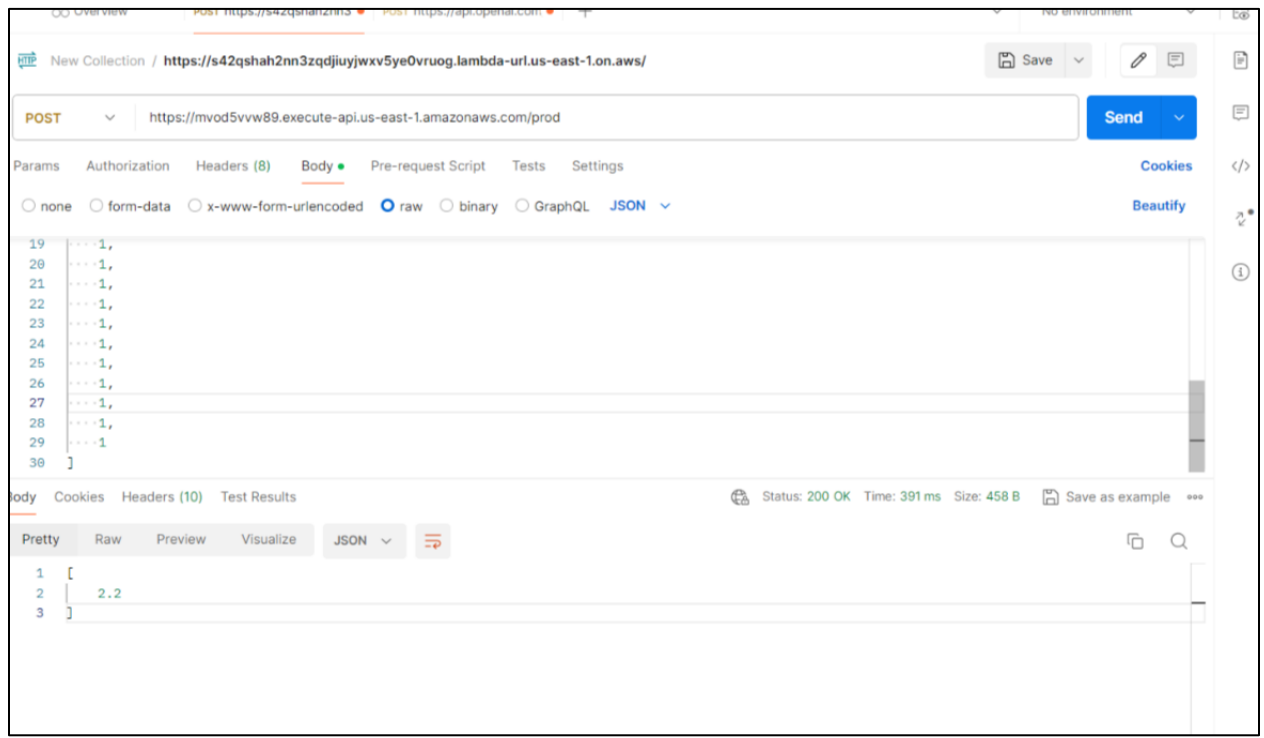 Overview POST https://s42qshah2nn3 POST https://api.openai.com No environment
HTTP New Collection / https://s42qshah2nn3zqdjiuyjwxv5ye0vruog.lambda-url.us-east-1.on.aws/ Save
POST https://mvod5vvw89.execute-api.us-east-1.amazonaws.com/prod Send
Params Authorization Headers (8) Body Pre-request Script Tests Settings Cookies
none form-data x-www-form-urlencoded raw binary GraphQL JSON Beautify
19 1,
20 1,
21 1,
22 1,
23 1,
24 1,
25 1,
26 1,
27 1,
28 1,
29 1
30 ]
Body Cookies Headers (10) Test Results Status: 200 OK Time: 391 ms Size: 458 B Save as example
Pretty Raw Preview Visualize JSON
1 [
2 2.2
3 ]